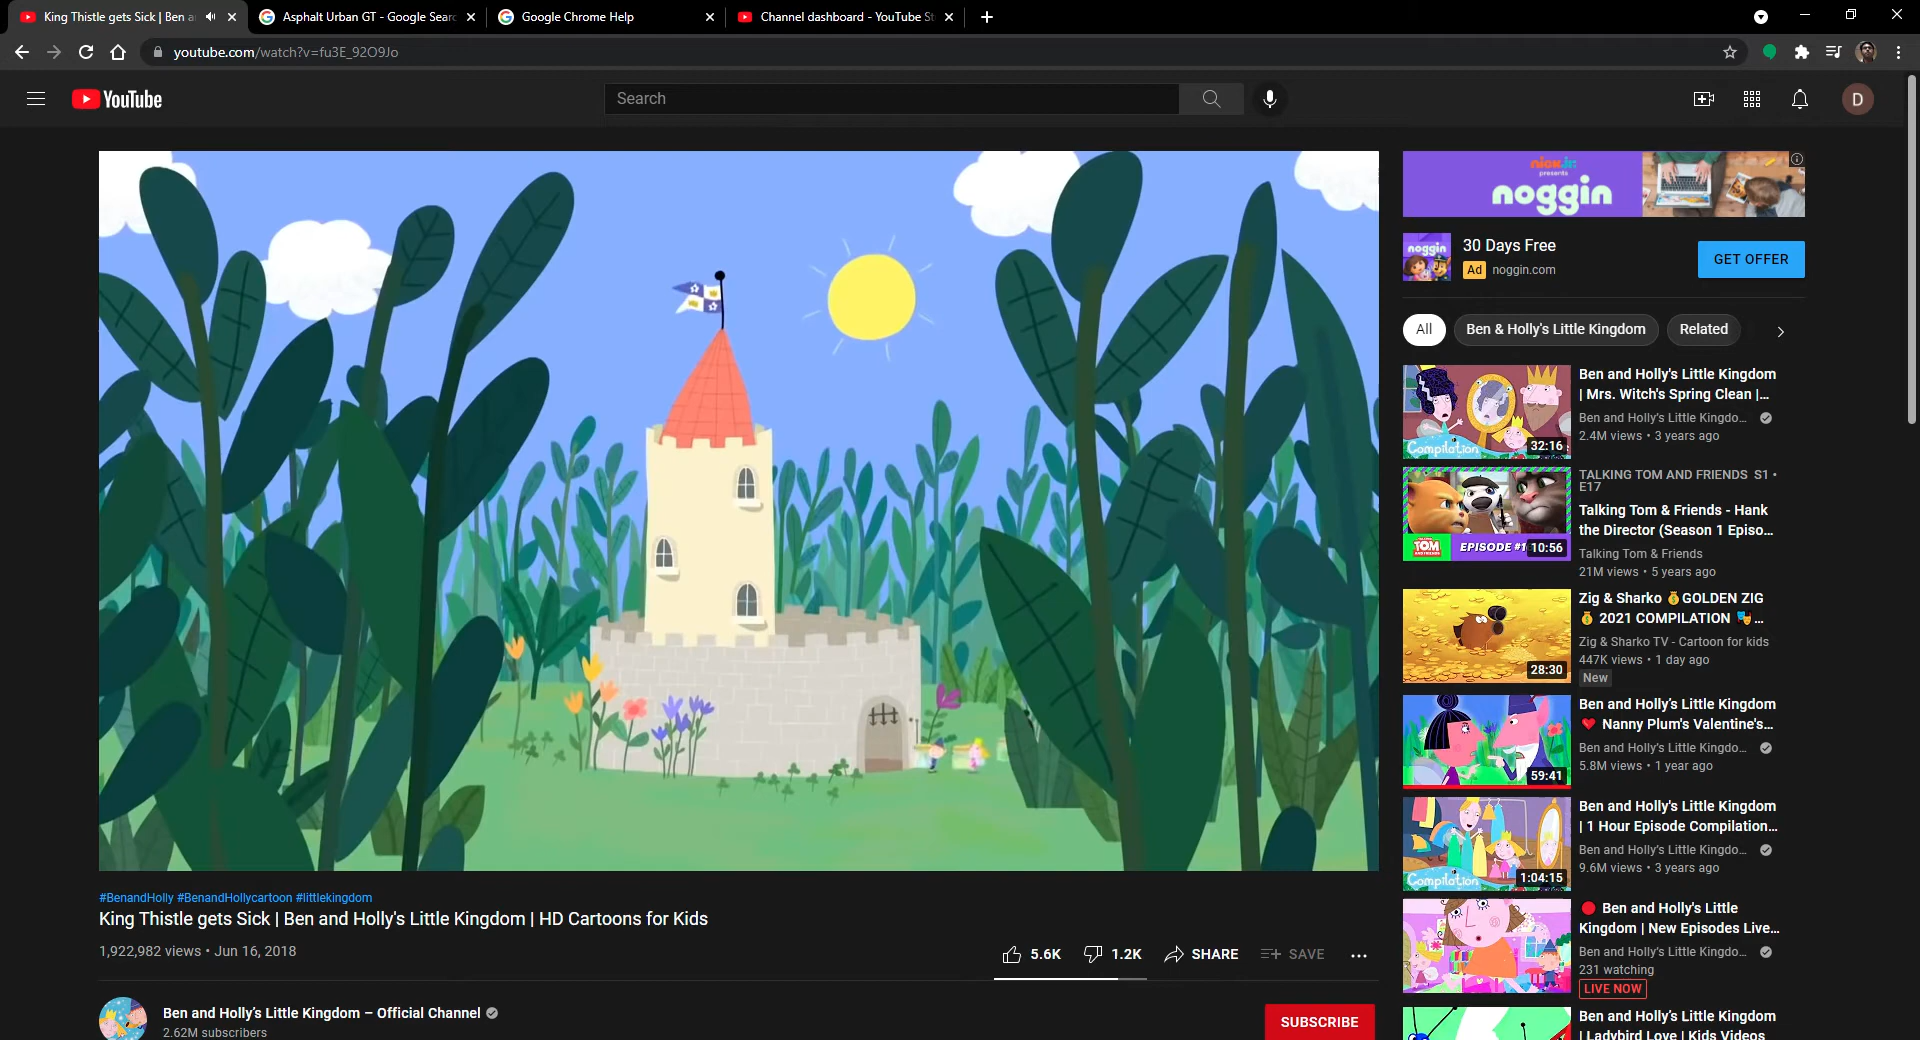 King Thistle gets Sick | Ben a
Asphalt Urban GT - Google Searc
Google Chrome Help
Channel dashboard - YouTube St
youtube.com/watch?v=fu3E_92O9Jo
YouTube
Search
D
nick jr.
presents
noggin
noggin
30 Days Free
Ad noggin.com
GET OFFER
All
Ben & Holly's Little Kingdom
Related
Compilation
32:16
Ben and Holly's Little Kingdom
| Mrs. Witch's Spring Clean |...
Ben and Holly's Little Kingdo...
2.4M views • 3 years ago
TOM
EPISODE #1
10:56
TALKING TOM AND FRIENDS S1 •
E17
Talking Tom & Friends - Hank
the Director (Season 1 Episo...
Talking Tom & Friends
21M views • 5 years ago
28:30
Zig & Sharko 💰GOLDEN ZIG
💰 2021 COMPILATION 🎭...
Zig & Sharko TV - Cartoon for kids
447K views • 1 day ago
New
59:41
Ben and Holly's Little Kingdom
❤️ Nanny Plum's Valentine's...
Ben and Holly's Little Kingdo...
5.8M views • 1 year ago
Compilation
1:04:15
Ben and Holly's Little Kingdom
| 1 Hour Episode Compilation...
Ben and Holly's Little Kingdo...
9.6M views • 3 years ago
🔴 Ben and Holly's Little
Kingdom | New Episodes Live...
Ben and Holly's Little Kingdo...
231 watching
LIVE NOW
Ben and Holly's Little Kingdom
| Ladybird Love | Kids Videos
#BenandHolly #BenandHollycartoon #littlekingdom
King Thistle gets Sick | Ben and Holly's Little Kingdom | HD Cartoons for Kids
1,922,982 views • Jun 16, 2018
5.6K
1.2K
SHARE
SAVE
Ben and Holly's Little Kingdom – Official Channel
2.62M subscribers
SUBSCRIBE